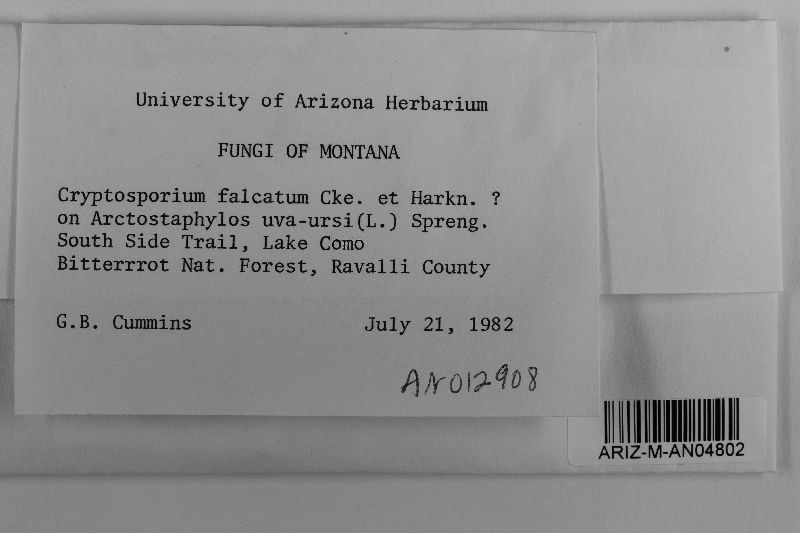 University of Arizona Herbarium
FUNGI OF MONTANA
Cryptosporium falcatum Cke. et Harkn. ?
on Arctostaphylos uva-ursi(L.) Spreng.
South Side Trail, Lake Como
Bitterrrot Nat. Forest, Ravalli County
G.B. Cummins July 21, 1982
AN012908
ARIZ-M-AN04802